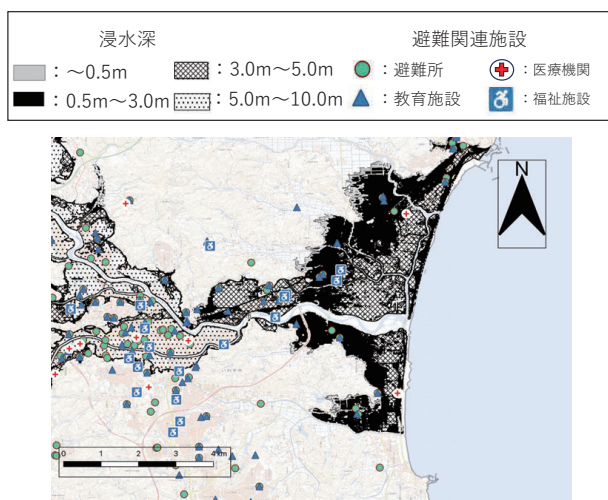 浸水深
避難関連施設
：～0.5m
：3.0m～5.0m
：避難所
：医療機関
：0.5m～3.0m
：5.0m～10.0m
：教育施設
：福祉施設
N
0 1 2 3 4 km